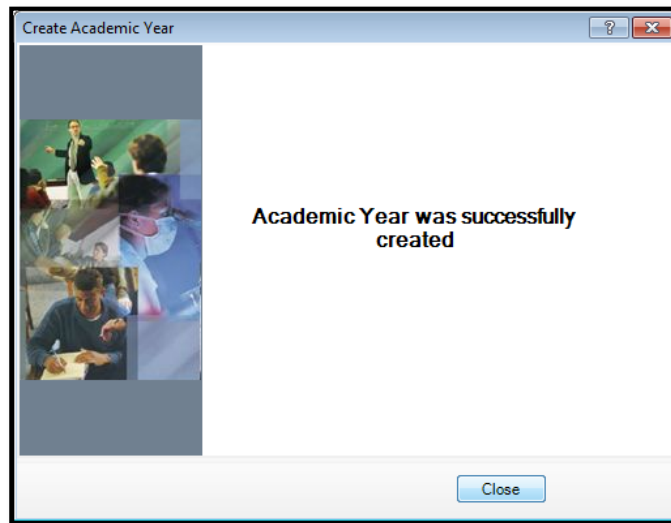 Create Academic Year
?
Academic Year was successfully
created
Close